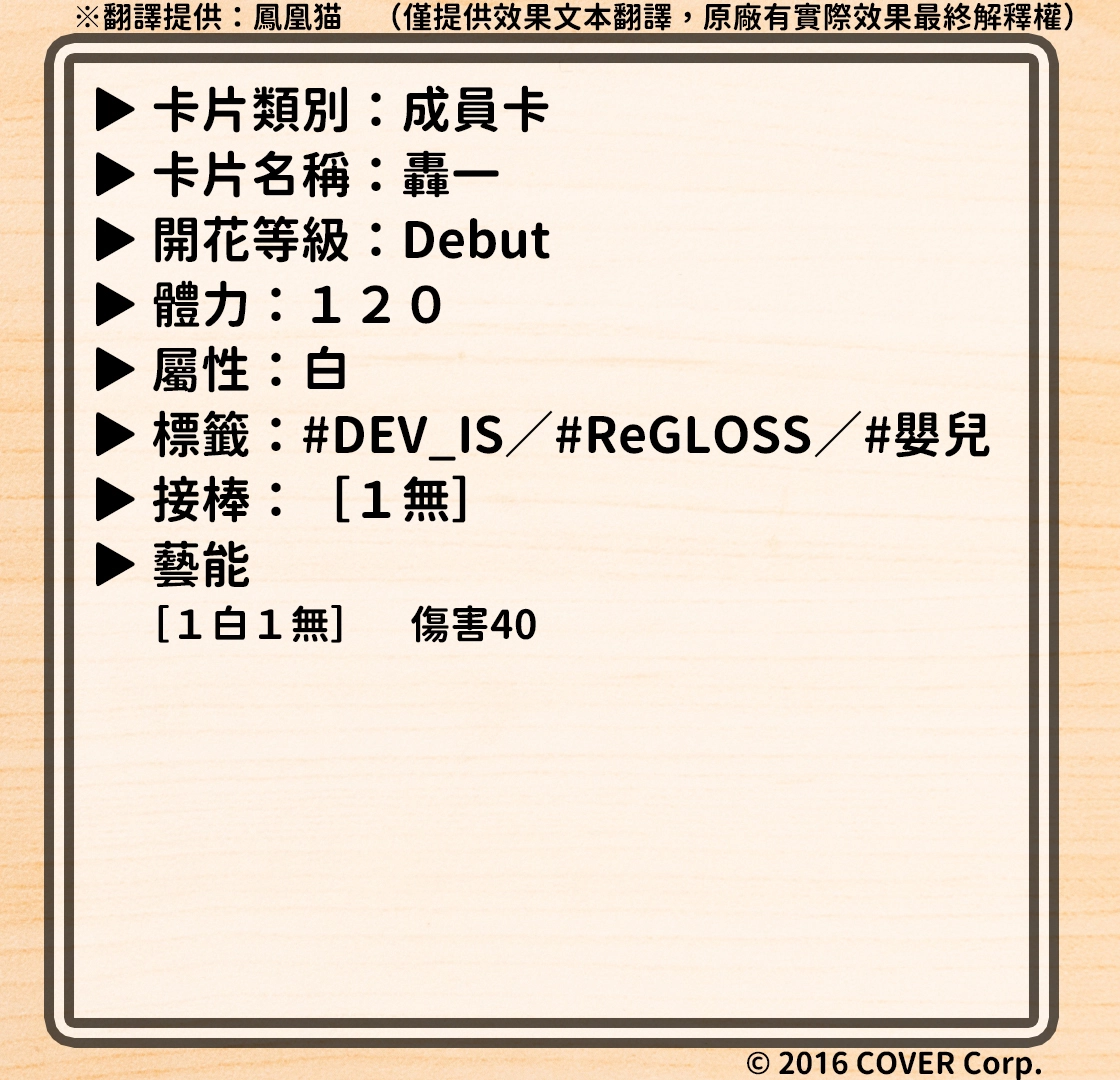 ※翻譯提供：鳳凰猫　（僅提供效果文本翻譯，原廠有實際效果最終解釋權）
▶ 卡片類別：成員卡
▶ 卡片名稱：轟一
▶ 開花等級：Debut
▶ 體力：１２０
▶ 屬性：白
▶ 標籤：#DEV_IS／#ReGLOSS／#嬰兒
▶ 接棒：［１無］
▶ 藝能
［１白１無］　傷害40
© 2016 COVER Corp.